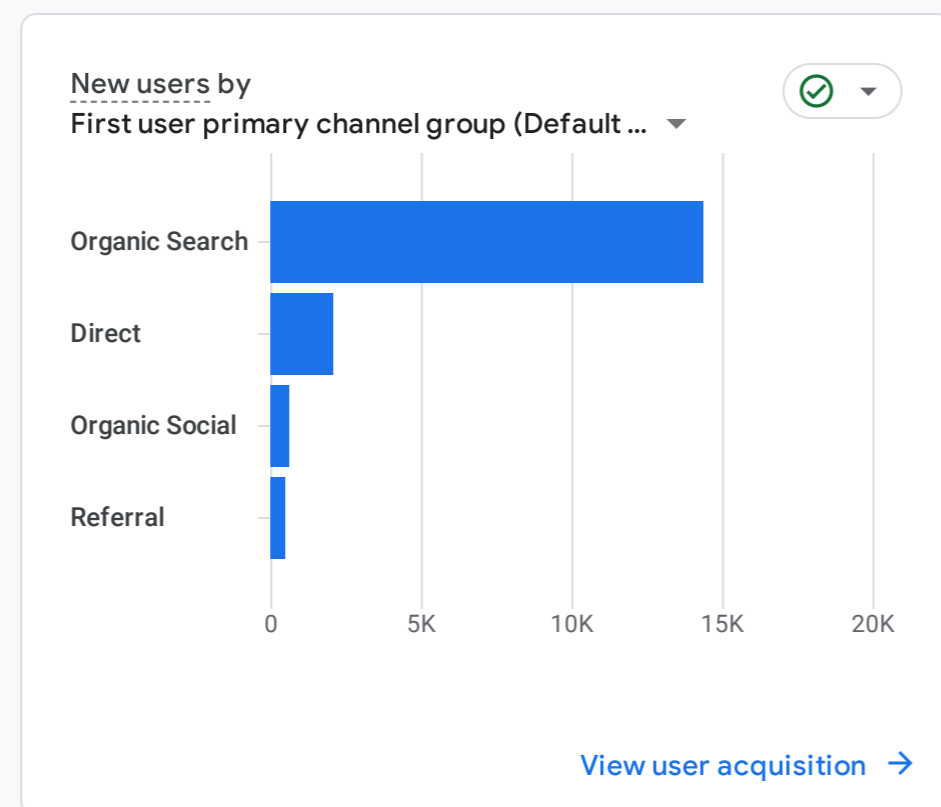 New users by
First user primary channel group (Default ...
Organic Search
Direct
Organic Social
Referral
0 5K 10K 15K 20K
View user acquisition